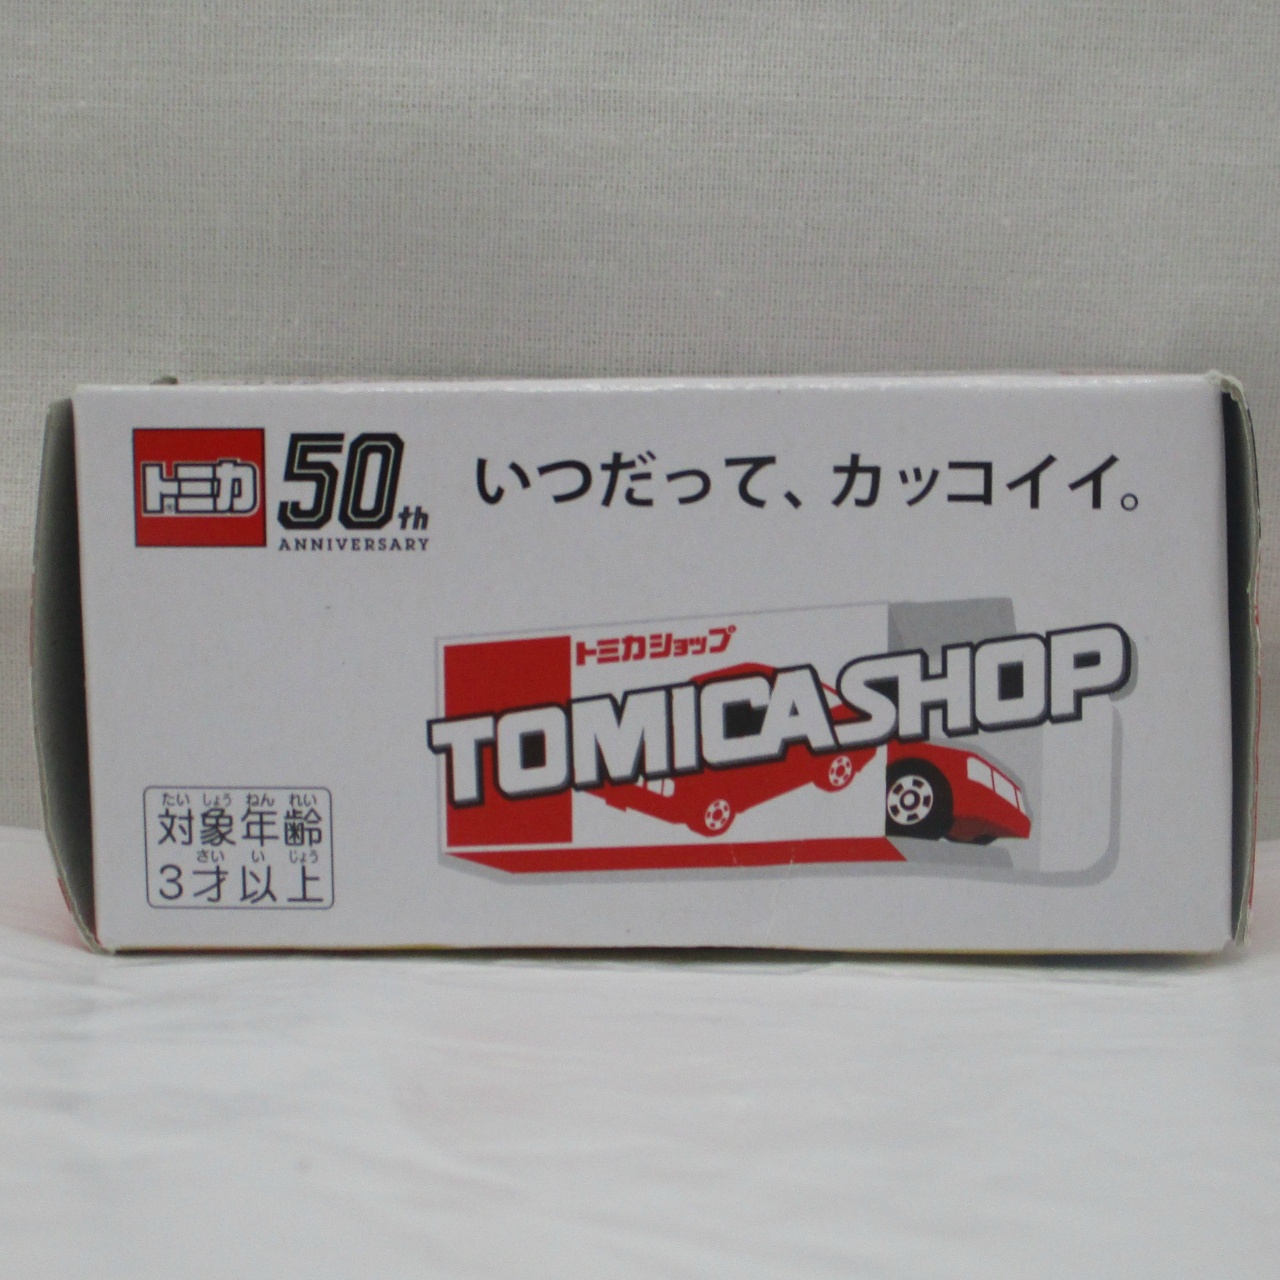 トミカ
50th
ANNIVERSARY
いつだって、カッコイイ。
トミカショップ
TOMICASHOP
たい しょう ねん れい
対象年齢
さい い じょう
3才以上